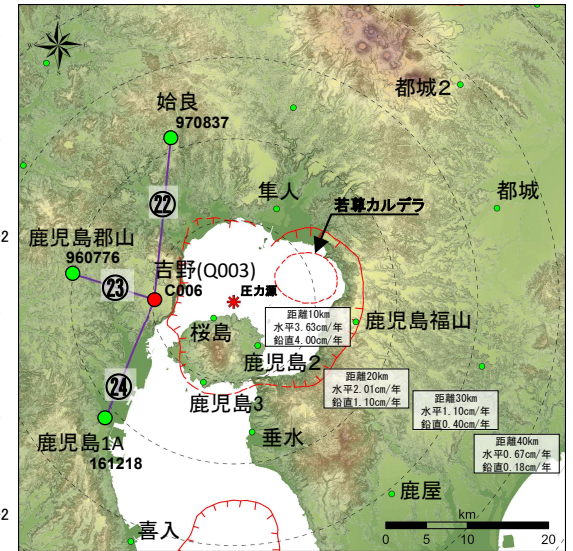 都城2
姶良
970837
㉒
隼人
都城
若尊カルデラ
2
鹿児島郡山
960776
吉野(Q003)
C006
㉓
圧力源
距離10km
水平3.63cm/年
鉛直4.00cm/年
桜島
鹿児島福山
鹿児島2
距離20km
水平2.01cm/年
鉛直1.10cm/年
㉔
鹿児島3
距離30km
水平1.10cm/年
鉛直0.40cm/年
鹿児島1A
161218
垂水
距離40km
水平0.67cm/年
鉛直0.18cm/年
鹿屋
2
喜入
km
0 5 10 20